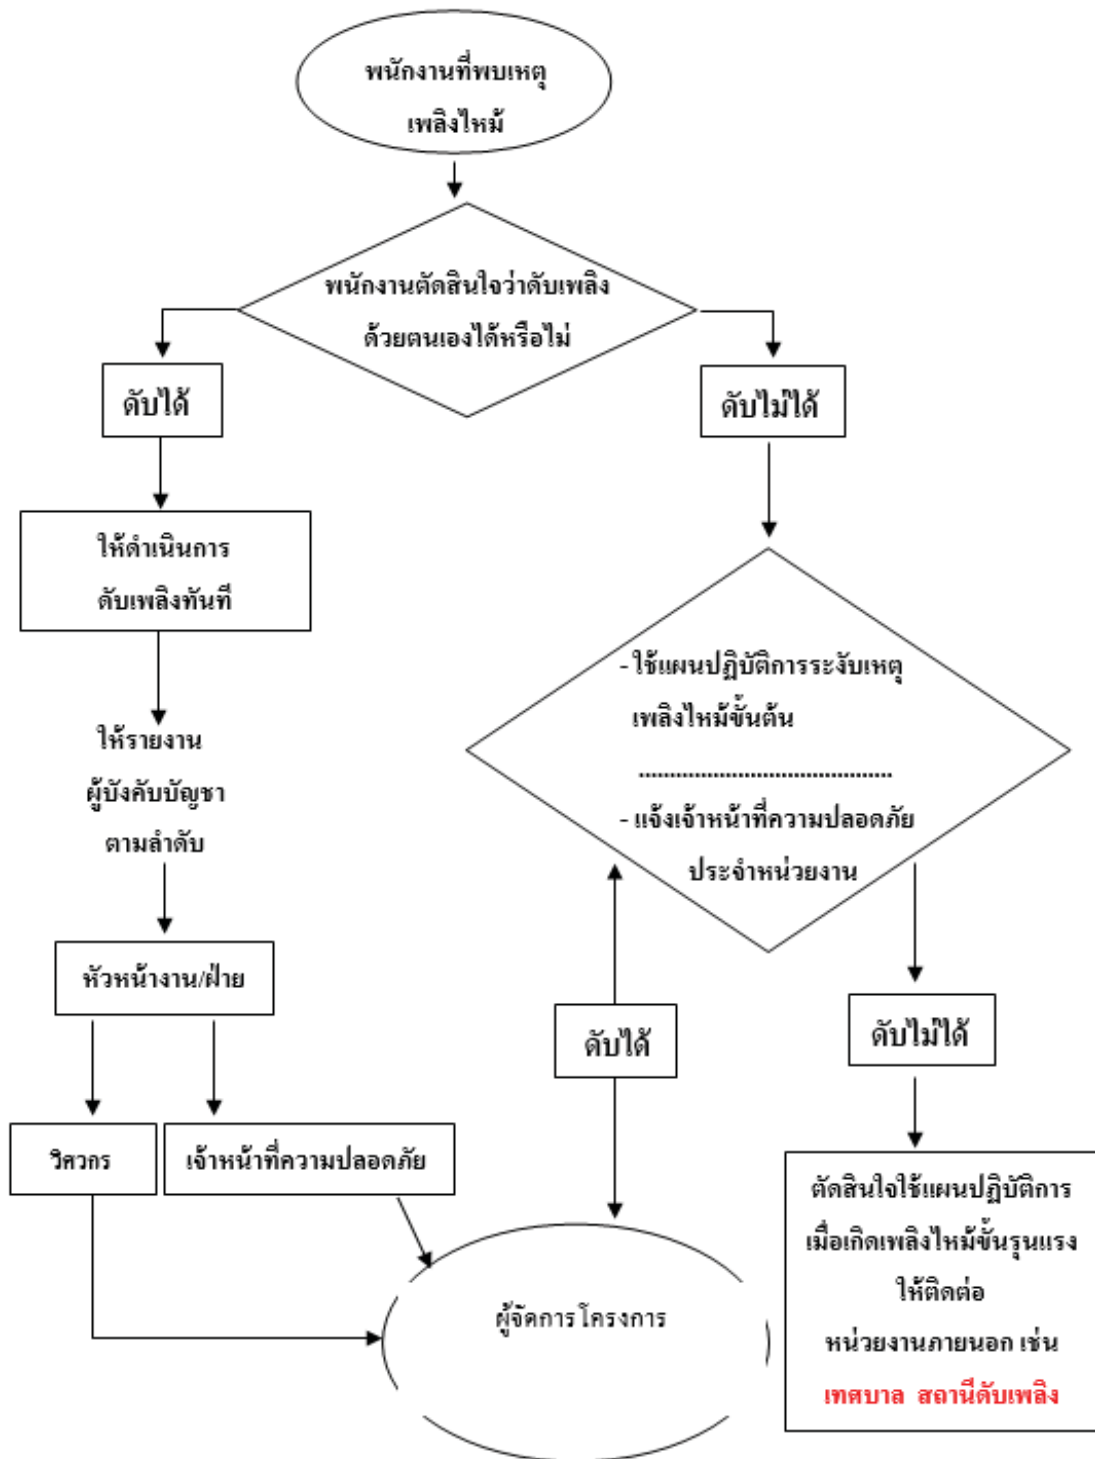 พนักงานที่พบเหตุ
เพลิงไหม้
พนักงานตัดสินใจว่าดับเพลิง
ด้วยตนเองได้หรือไม่
ดับได้
ดับไม่ได้
ให้ดำเนินการ
ดับเพลิงทันที
- ใช้แผนปฏิบัติการระงับเหตุ
เพลิงไหม้ขั้นต้น
.........................................
- แจ้งเจ้าหน้าที่ความปลอดภัย
ประจำหน่วยงาน
ให้รายงาน
ผู้บังคับบัญชา
ตามลำดับ
หัวหน้างาน/ฝ่าย
ดับได้
ดับไม่ได้
วิศวกร
เจ้าหน้าที่ความปลอดภัย
ตัดสินใจใช้แผนปฏิบัติการ
เมื่อเกิดเพลิงไหม้ขั้นรุนแรง
ให้ติดต่อ
หน่วยงานภายนอก เช่น
เทศบาล สถานีดับเพลิง
ผู้จัดการ โครงการ